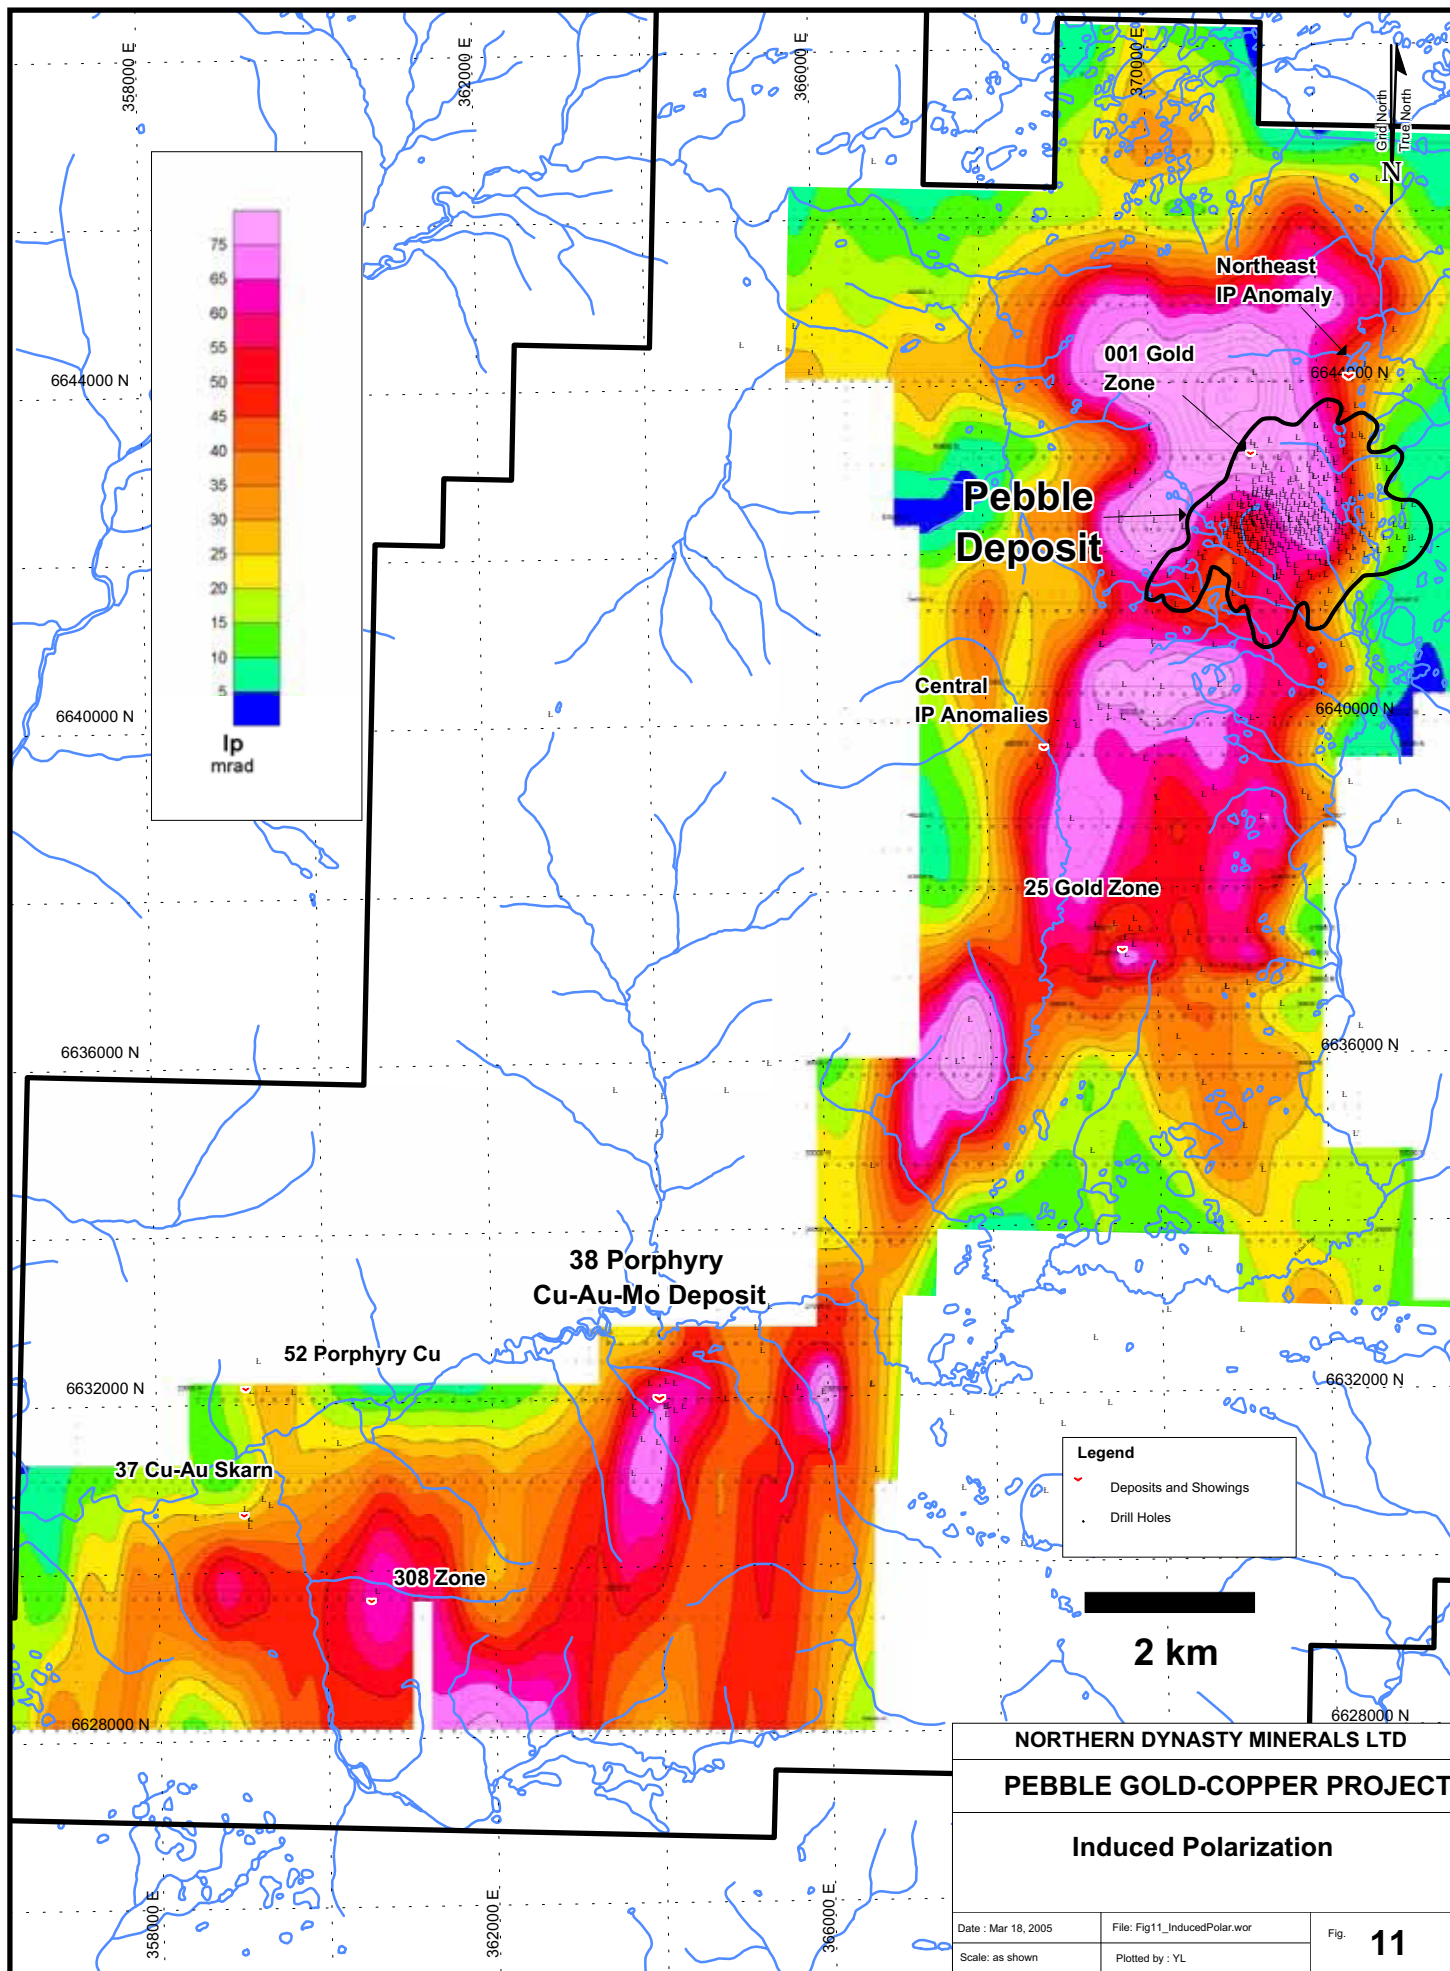 358000 E
362000 E
366000 E
370000 E
Grid North
True North
N
75
65
60
55
50
45
40
35
30
25
20
15
10
5
Ip
mrad
Northeast
IP Anomaly
001 Gold
Zone
6644000 N
6644000 N
Pebble
Deposit
Central
IP Anomalies
6640000 N
6640000 N
25 Gold Zone
6636000 N
6636000 N
38 Porphyry
Cu-Au-Mo Deposit
52 Porphyry Cu
6632000 N
6632000 N
37 Cu-Au Skarn
308 Zone
Legend
Deposits and Showings
Drill Holes
2 km
6628000 N
6628000 N
358000 E
362000 E
366000 E
NORTHERN DYNASTY MINERALS LTD
PEBBLE GOLD-COPPER PROJECT
Induced Polarization
Date : Mar 18, 2005
File: Fig11_InducedPolar.wor
Fig. 11
Scale: as shown
Plotted by : YL